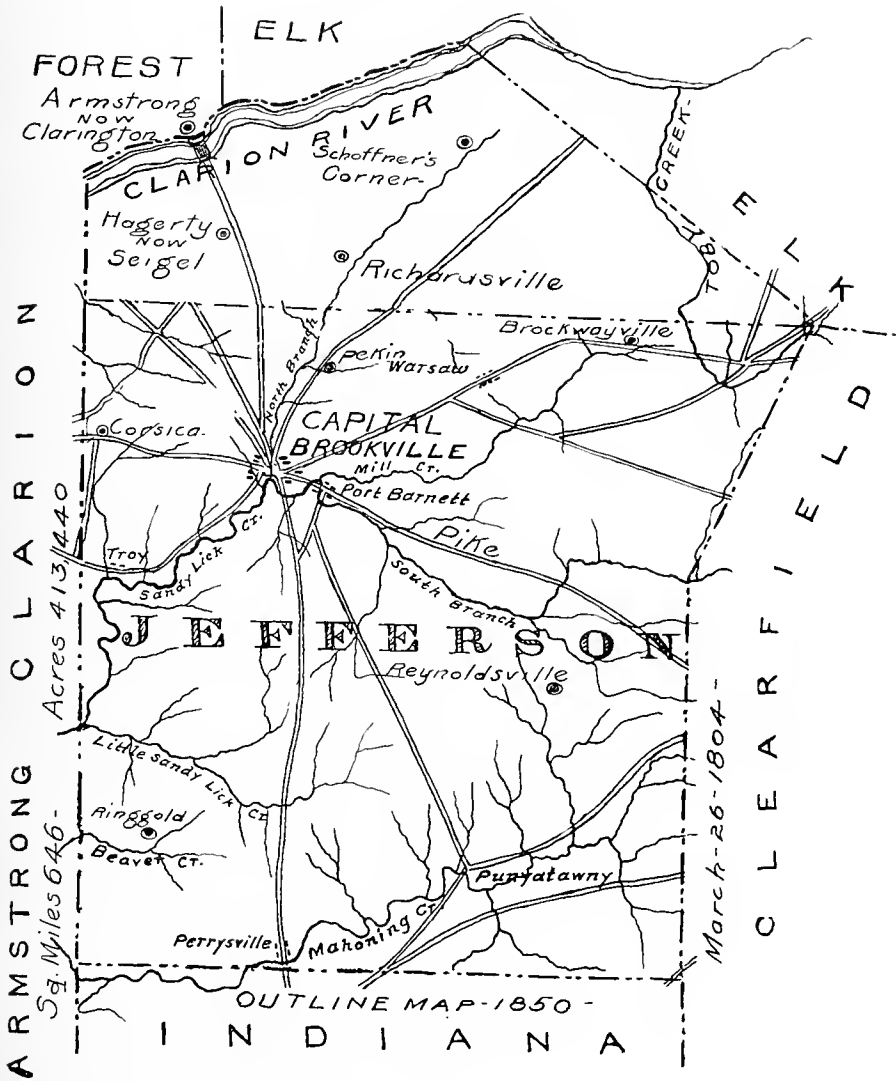 ELK
FOREST
Armstrong
NOW
Clarington
CLARION RIVER
Schoffner's
Corner-
CREEK-
TOBY
ELK
Hagerty
NOW
Seigel
Richardsville
North Branch
Brockwayville
PeKin
Warsaw
CAPITAL
BROOKVILLE
Corsica.
Mill Cr.
Port Barnett
Pike
Troy
Sandy Lick Cr.
South Branch
JEFFERSON
Reynoldsville
Little Sandy Lick Cr
Ringgold
Beaver Cr.
Punxatawny
Perrysville
Mahoning Cr.
OUTLINE MAP-1850-
INDIANA
ARMSTRONG
CLARION
Sq. Miles 646-
Acres 413,440
March-26-1804-
CLEARFIELD